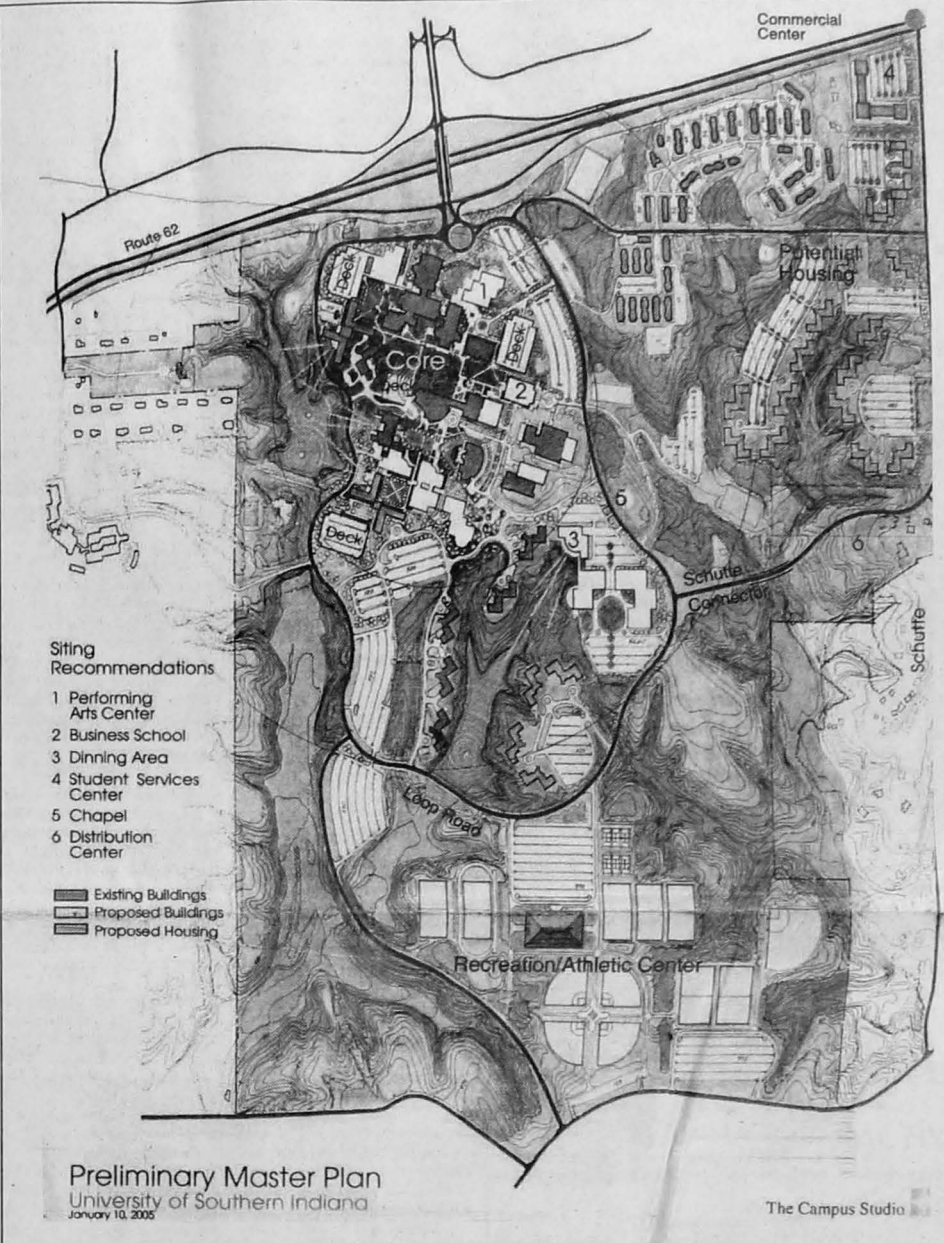 Commercial
Center
4
Route 62
Potential
Housing
Deck
1
Deck
Core
2
5
3
Deck
6
Schutte
Connector
Schutte
Siting
Recommendations
1 Performing
Arts Center
2 Business School
3 Dinning Area
4 Student Services
Center
5 Chapel
6 Distribution
Center
Loop Road
Existing Buildings
Proposed Buildings
Proposed Housing
Recreation/Athletic Center
Preliminary Master Plan
University of Southern Indiana
January 10, 2005
The Campus Studio